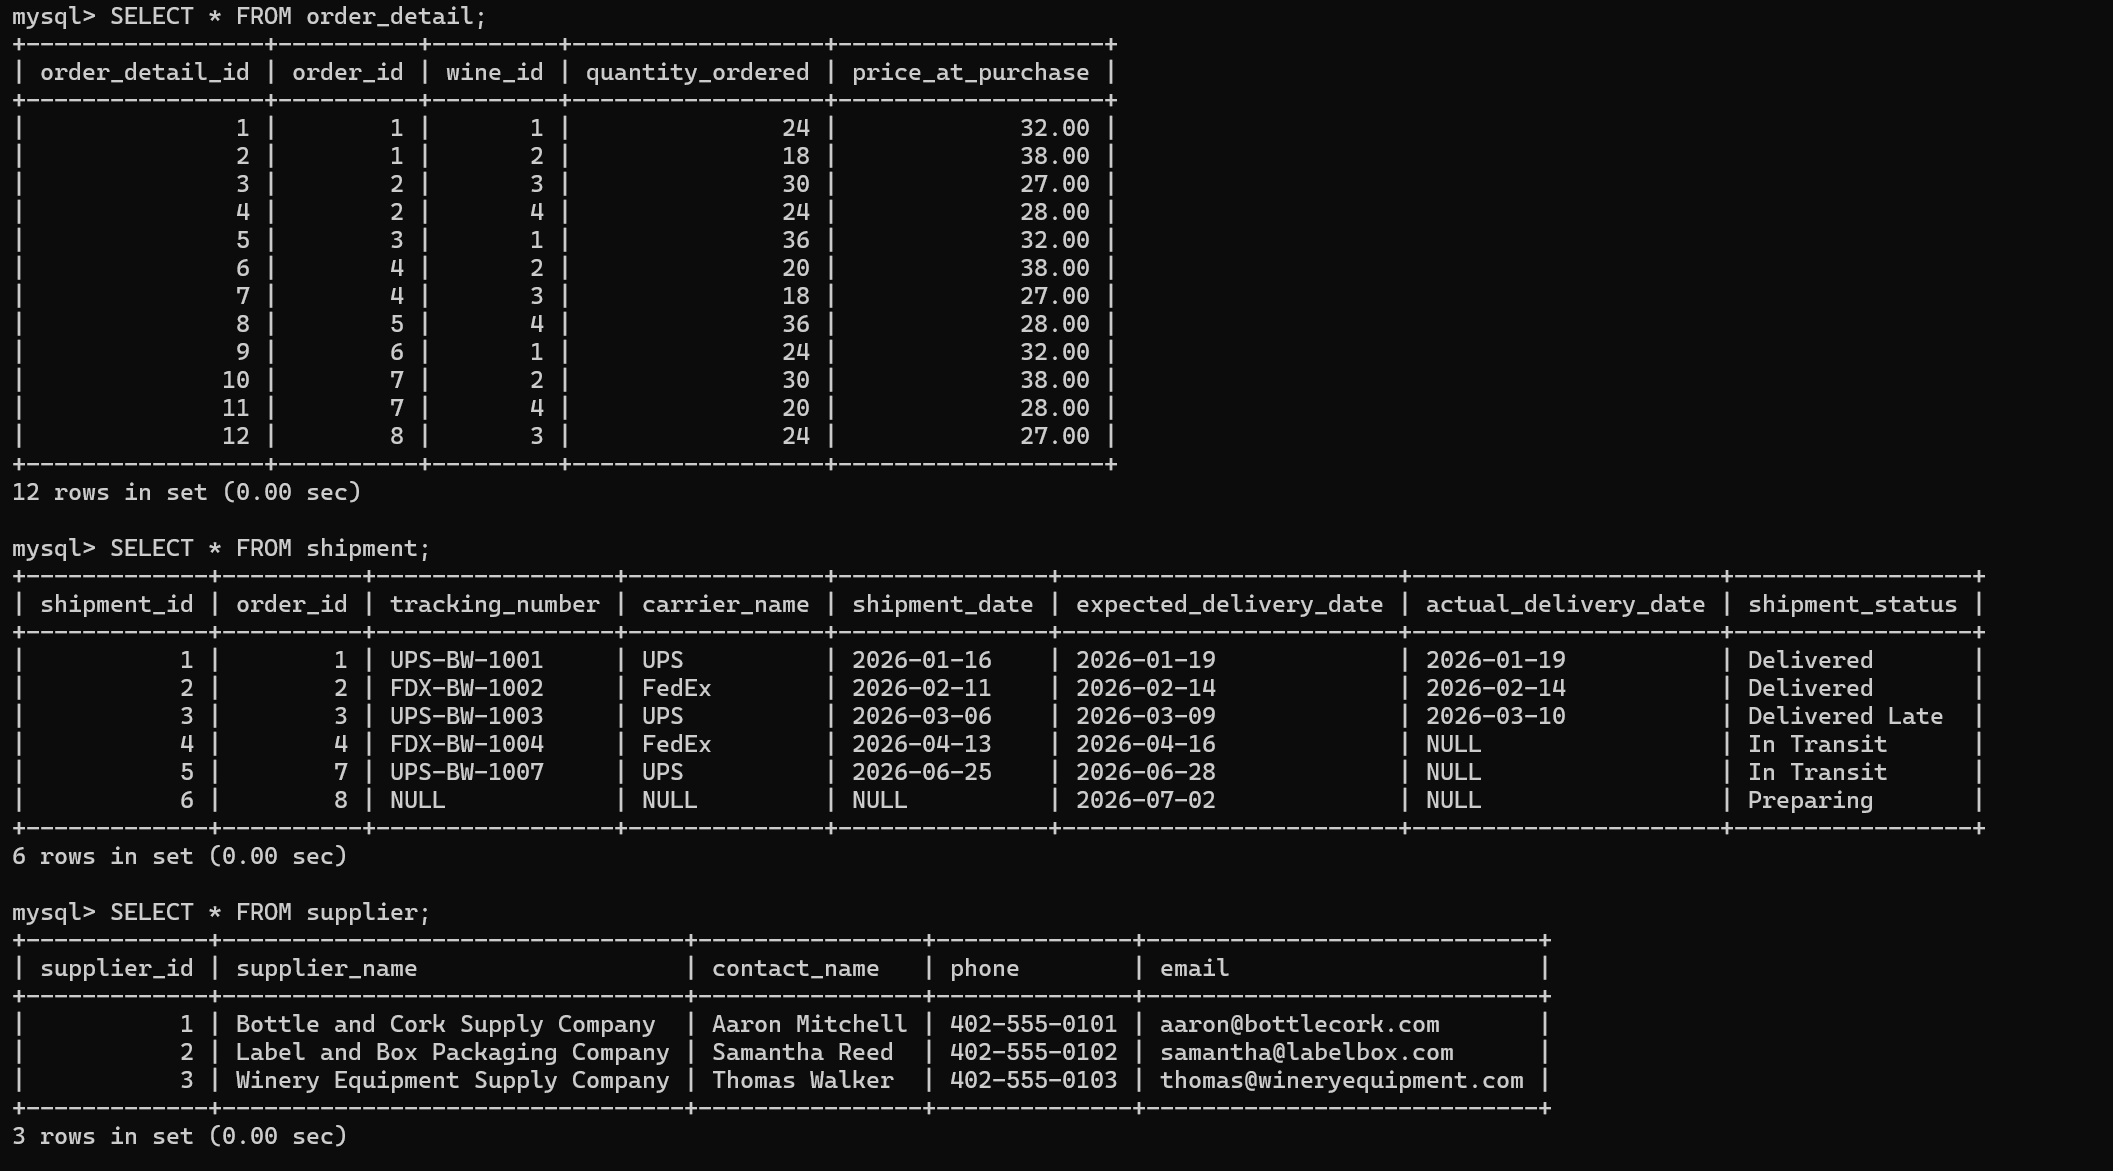 mysql> SELECT * FROM order_detail;
+-----------------+----------+---------+------------------+-------------------+
| order_detail_id | order_id | wine_id | quantity_ordered | price_at_purchase |
+-----------------+----------+---------+------------------+-------------------+
|               1 |        1 |       1 |               24 |             32.00 |
|               2 |        1 |       2 |               18 |             38.00 |
|               3 |        2 |       3 |               30 |             27.00 |
|               4 |        2 |       4 |               24 |             28.00 |
|               5 |        3 |       1 |               36 |             32.00 |
|               6 |        4 |       2 |               20 |             38.00 |
|               7 |        4 |       3 |               18 |             27.00 |
|               8 |        5 |       4 |               36 |             28.00 |
|               9 |        6 |       1 |               24 |             32.00 |
|              10 |        7 |       2 |               30 |             38.00 |
|              11 |        7 |       4 |               20 |             28.00 |
|              12 |        8 |       3 |               24 |             27.00 |
+-----------------+----------+---------+------------------+-------------------+
12 rows in set (0.00 sec)

mysql> SELECT * FROM shipment;
+-------------+----------+-----------------+--------------+---------------+------------------------+----------------------+-----------------+
| shipment_id | order_id | tracking_number | carrier_name | shipment_date | expected_delivery_date | actual_delivery_date | shipment_status |
+-------------+----------+-----------------+--------------+---------------+------------------------+----------------------+-----------------+
|           1 |        1 | UPS-BW-1001     | UPS          | 2026-01-16    | 2026-01-19             | 2026-01-19           | Delivered       |
|           2 |        2 | FDX-BW-1002     | FedEx        | 2026-02-11    | 2026-02-14             | 2026-02-14           | Delivered       |
|           3 |        3 | UPS-BW-1003     | UPS          | 2026-03-06    | 2026-03-09             | 2026-03-10           | Delivered Late  |
|           4 |        4 | FDX-BW-1004     | FedEx        | 2026-04-13    | 2026-04-16             | NULL                 | In Transit      |
|           5 |        7 | UPS-BW-1007     | UPS          | 2026-06-25    | 2026-06-28             | NULL                 | In Transit      |
|           6 |        8 | NULL            | NULL         | NULL          | 2026-07-02             | NULL                 | Preparing       |
+-------------+----------+-----------------+--------------+---------------+------------------------+----------------------+-----------------+
6 rows in set (0.00 sec)

mysql> SELECT * FROM supplier;
+-------------+---------------------------------+----------------+--------------+----------------------------+
| supplier_id | supplier_name                   | contact_name   | phone        | email                      |
+-------------+---------------------------------+----------------+--------------+----------------------------+
|           1 | Bottle and Cork Supply Company  | Aaron Mitchell | 402-555-0101 | aaron@bottlecork.com       |
|           2 | Label and Box Packaging Company | Samantha Reed  | 402-555-0102 | samantha@labelbox.com      |
|           3 | Winery Equipment Supply Company | Thomas Walker  | 402-555-0103 | thomas@wineryequipment.com |
+-------------+---------------------------------+----------------+--------------+----------------------------+
3 rows in set (0.00 sec)